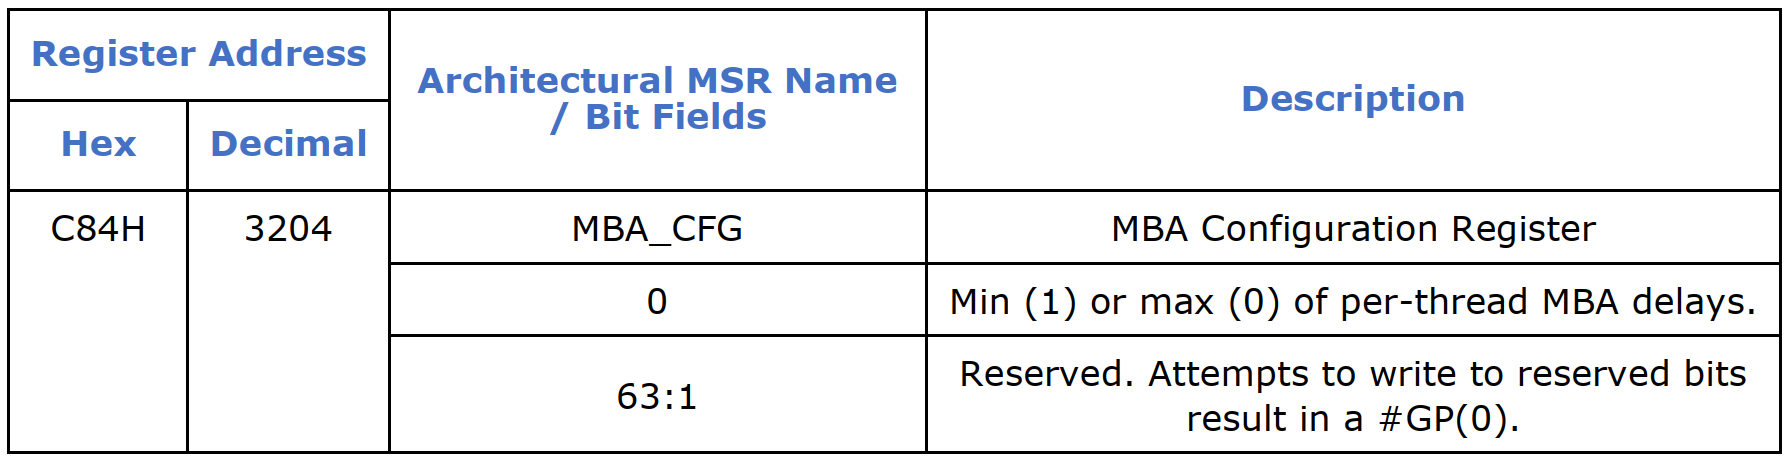 Register Address
Architectural MSR Name
/ Bit Fields
Description
Hex
Decimal
C84H
3204
MBA_CFG
MBA Configuration Register
0
Min (1) or max (0) of per-thread MBA delays.
63:1
Reserved. Attempts to write to reserved bits
result in a #GP(0).